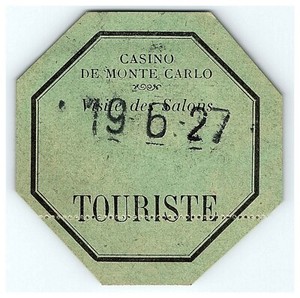 CASINO
DE MONTE-CARLO
Visite des Salons
19 6 27
TOURISTE